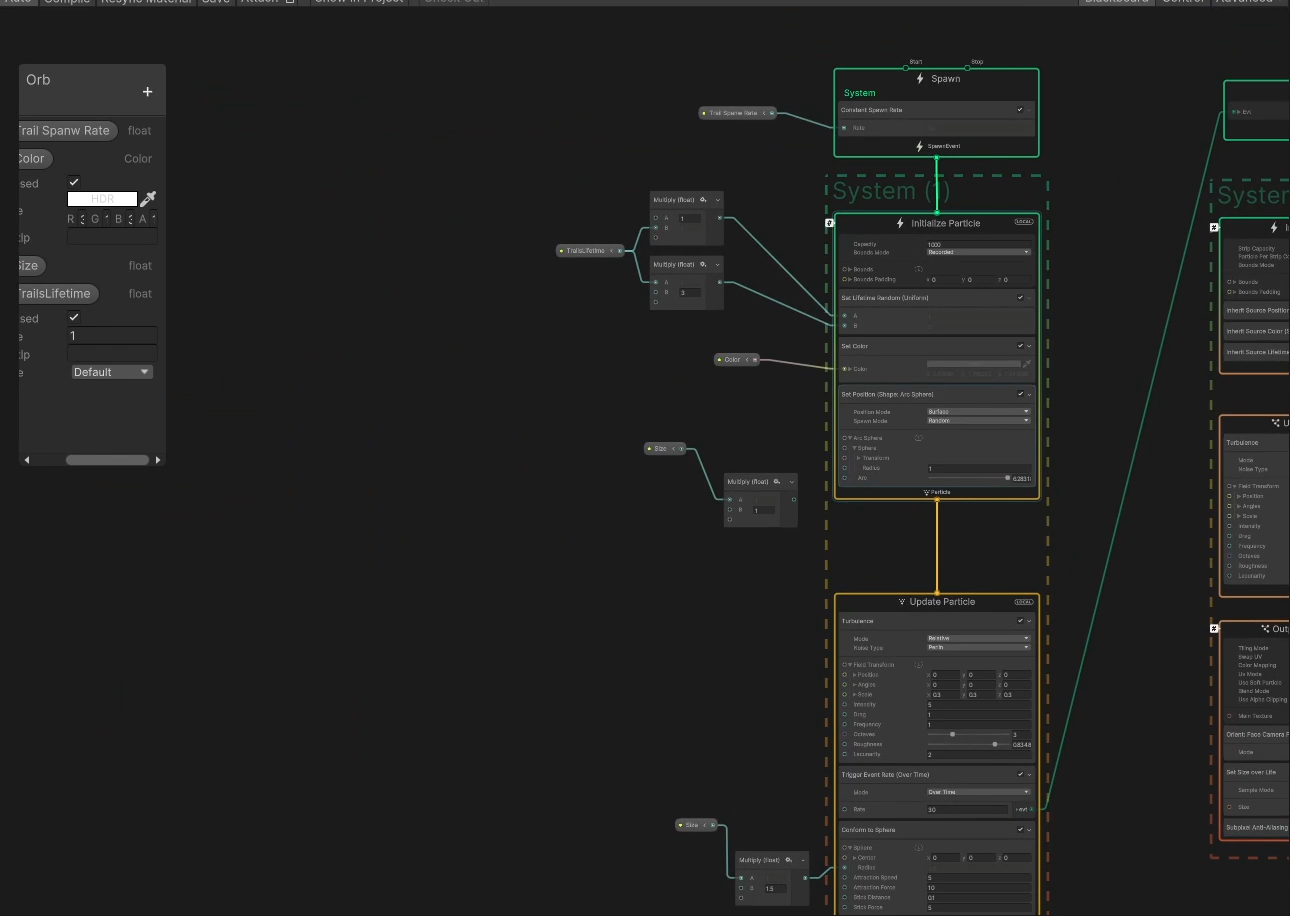 Auto Compile Resync Material Save Attach Show in Project Check Out Blackboard Control Advanced
Orb
+
Trail Spanw Rate float
Color Color
sed
HDR
R G B A
tip
Size float
TrailsLifetime float
sed
1
tip
Default
Trail Spanw Rate
TrailsLifetime
Multiply (float)
A 1
B
Multiply (float)
A
B 3
Color
Size
Multiply (float)
A
B 1
Size
Multiply (float)
A
B 1.5
Start Stop
Spawn
System
Constant Spawn Rate
Rate
SpawnEvent
System (1)
Initialize Particle LOCAL
Capacity 1000
Bounds Mode Recorded
Bounds L
Bounds Padding x 0 y 0 z 0
Set Lifetime Random (Uniform)
A
B
Set Color
Color
Set Position (Shape: Arc Sphere)
Position Mode Surface
Spawn Mode Random
Arc Sphere L
Sphere
Transform
Radius 1
Arc 6.2831
Particle
Update Particle LOCAL
Turbulence
Mode Relative
Noise Type Perlin
Field Transform L
Position x 0 y 0 z 0
Angles x 0 y 0 z 0
Scale x 0.3 y 0.3 z 0.3
Intensity 5
Drag 1
Frequency 1
Octaves 3
Roughness 0.8348
Lacunarity 2
Trigger Event Rate (Over Time)
Mode Over Time
Rate 30 evt
Conform to Sphere
Sphere L
Center x 0 y 0 z 0
Radius
Attraction Speed 5
Attraction Force 10
Stick Distance 0.1
Stick Force 5
Evt
System
Strip Capacity
Particle Per Strip Co
Bounds Mode
Bounds
Bounds Padding
Inherit Source Position
Inherit Source Color (
Inherit Source Lifetime
U
Turbulence
Mode
Noise Type
Field Transform
Position
Angles
Scale
Intensity
Drag
Frequency
Octaves
Roughness
Lacunarity
Outp
Tiling Mode
Swap UV
Color Mapping
Uv Mode
Use Soft Particle
Blend Mode
Use Alpha Clipping
Main Texture
Orient: Face Camera P
Mode
Set Size over Life
Sample Mode
Size
Subpixel Anti-Aliasing